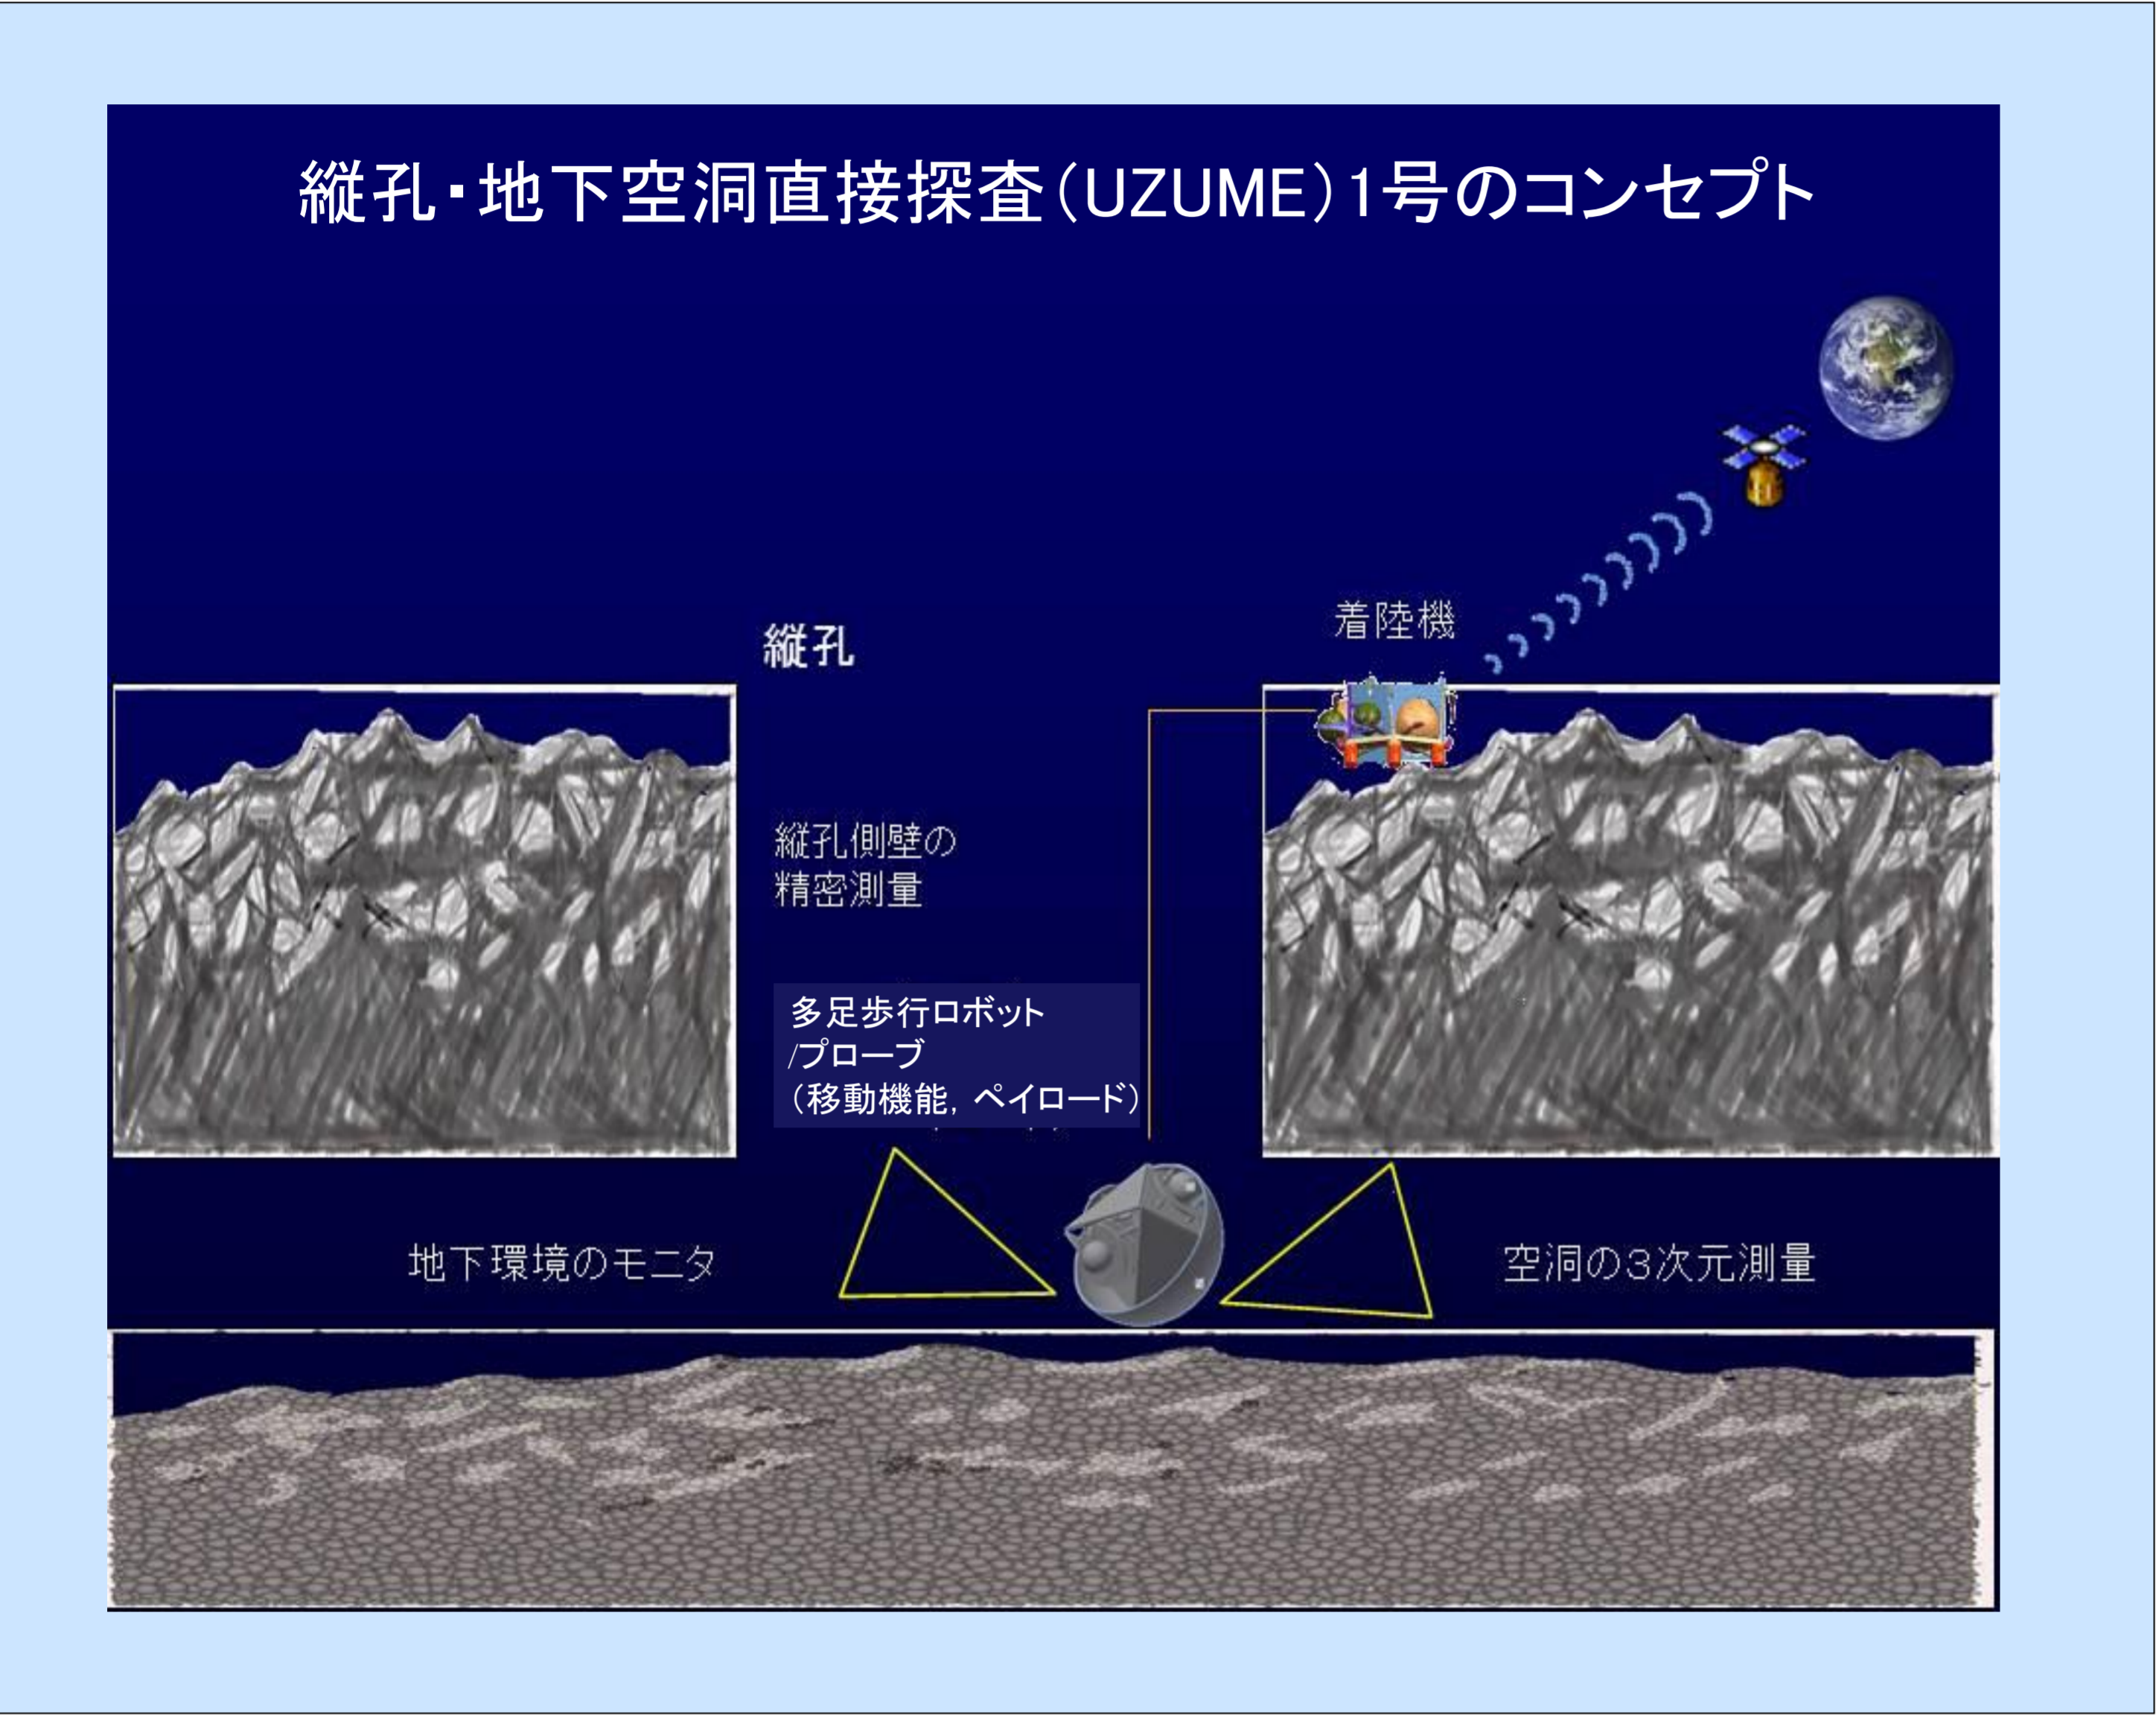 縦孔・地下空洞直接探査（UZUME）1号のコンセプト
着陸機
縦孔
縦孔側壁の
精密測量
多足歩行ロボット
/プローブ
（移動機能，ペイロード）
地下環境のモニタ
空洞の３次元測量